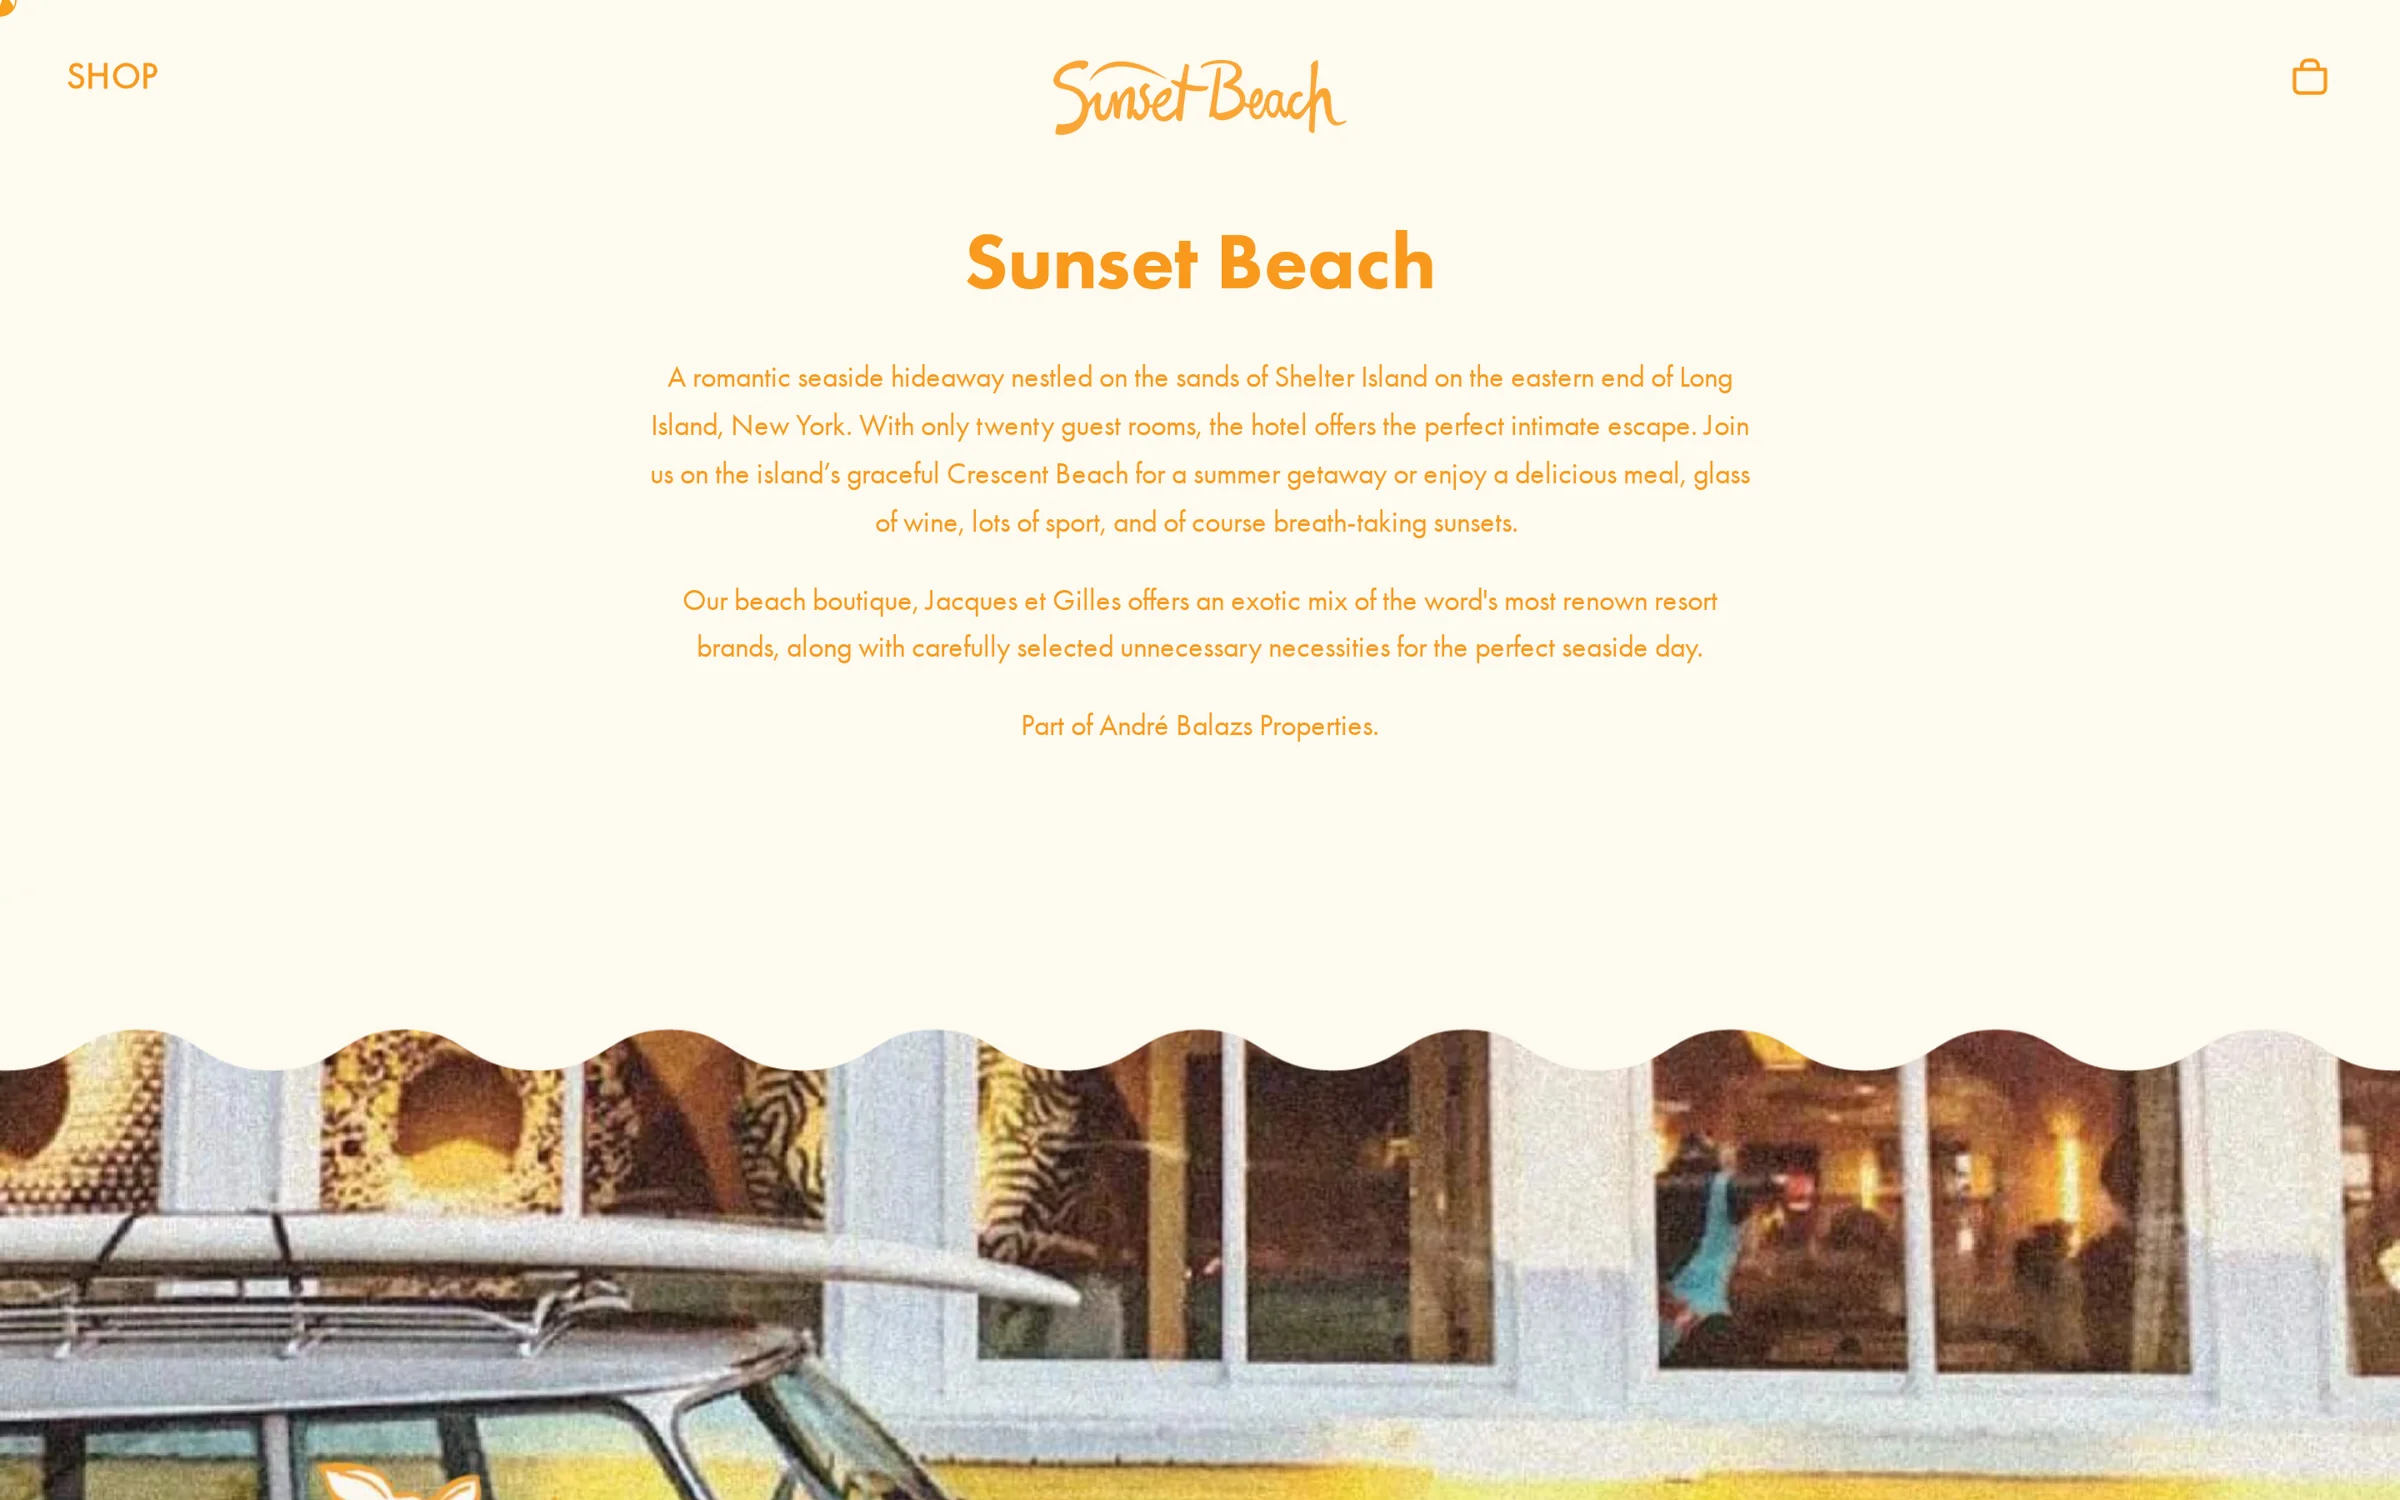 SHOP
Sunset Beach
Sunset Beach
A romantic seaside hideaway nestled on the sands of Shelter Island on the eastern end of Long
Island, New York. With only twenty guest rooms, the hotel offers the perfect intimate escape. Join
us on the island’s graceful Crescent Beach for a summer getaway or enjoy a delicious meal, glass
of wine, lots of sport, and of course breath-taking sunsets.
Our beach boutique, Jacques et Gilles offers an exotic mix of the word's most renown resort
brands, along with carefully selected unnecessary necessities for the perfect seaside day.
Part of André Balazs Properties.